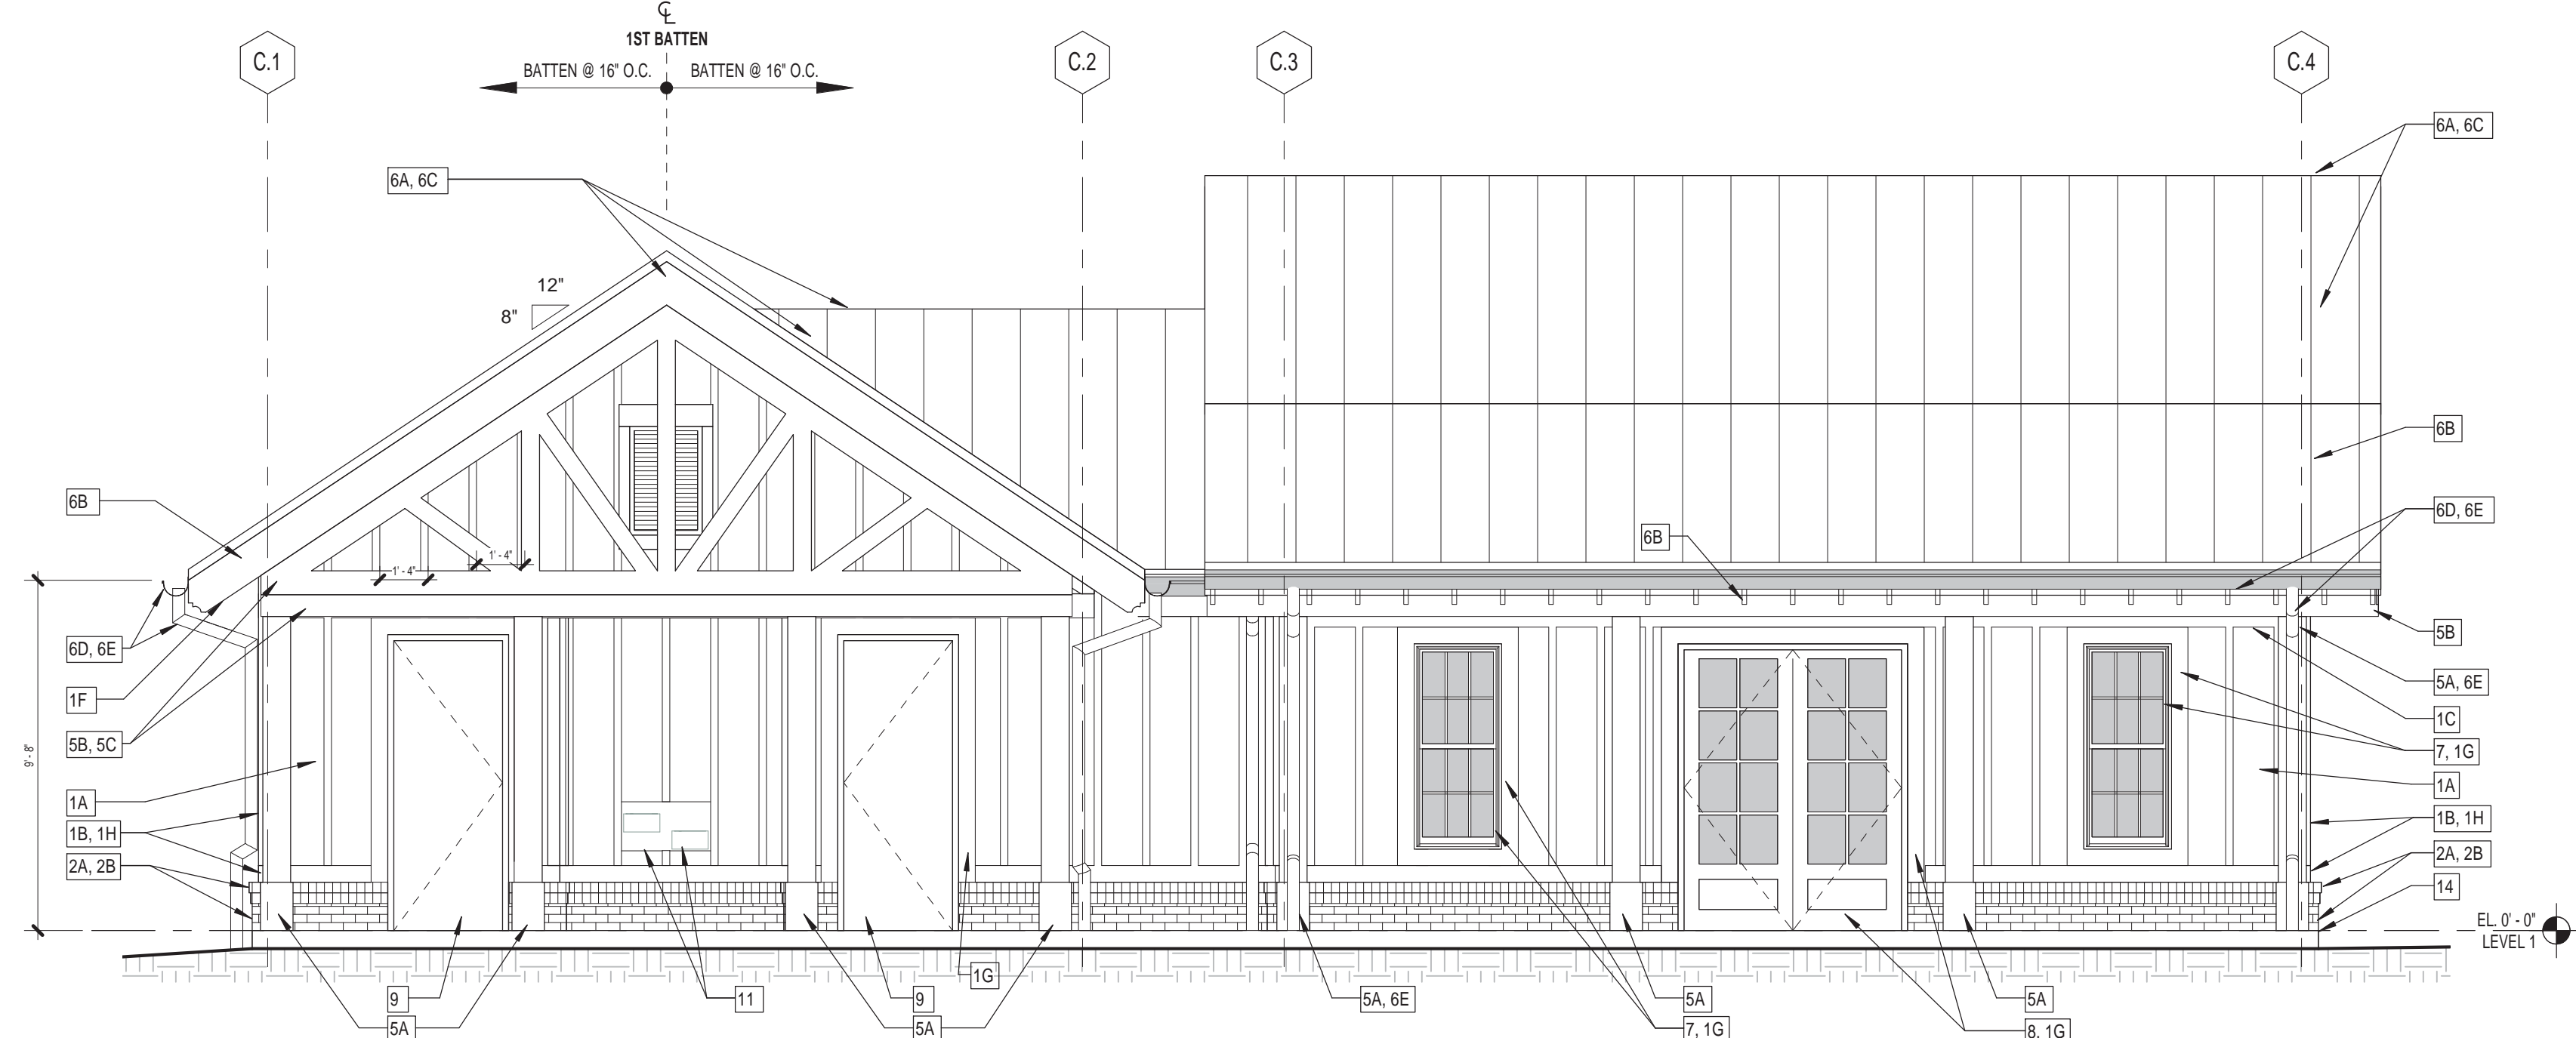 ℄
1ST BATTEN
BATTEN @ 16" O.C.
BATTEN @ 16" O.C.
C.1
C.2
C.3
C.4
6A, 6C
6A, 6C
12"
8"
6B
6B
6B
6D, 6E
1' - 4"
1' - 4"
9' - 8"
6D, 6E
1F
5B, 5C
1A
1B, 1H
2A, 2B
5B
5A, 6E
1C
7, 1G
1A
1B, 1H
2A, 2B
14
EL. 0' - 0"
LEVEL 1
1G
9
5A
11
9
5A
5A, 6E
5A
7, 1G
5A
8, 1G